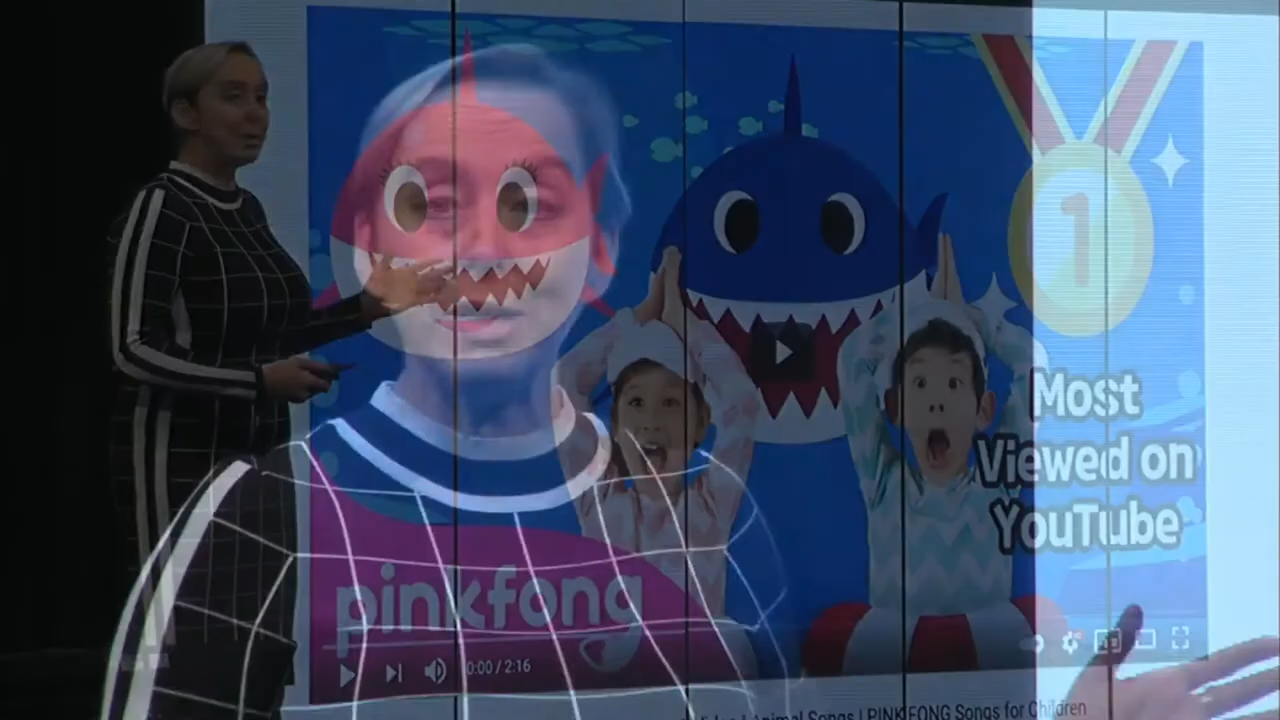 1
Most
Viewed on
YouTube
pinkfong
0:00 / 2:16
Animal Songs | PINKFONG Songs for Children